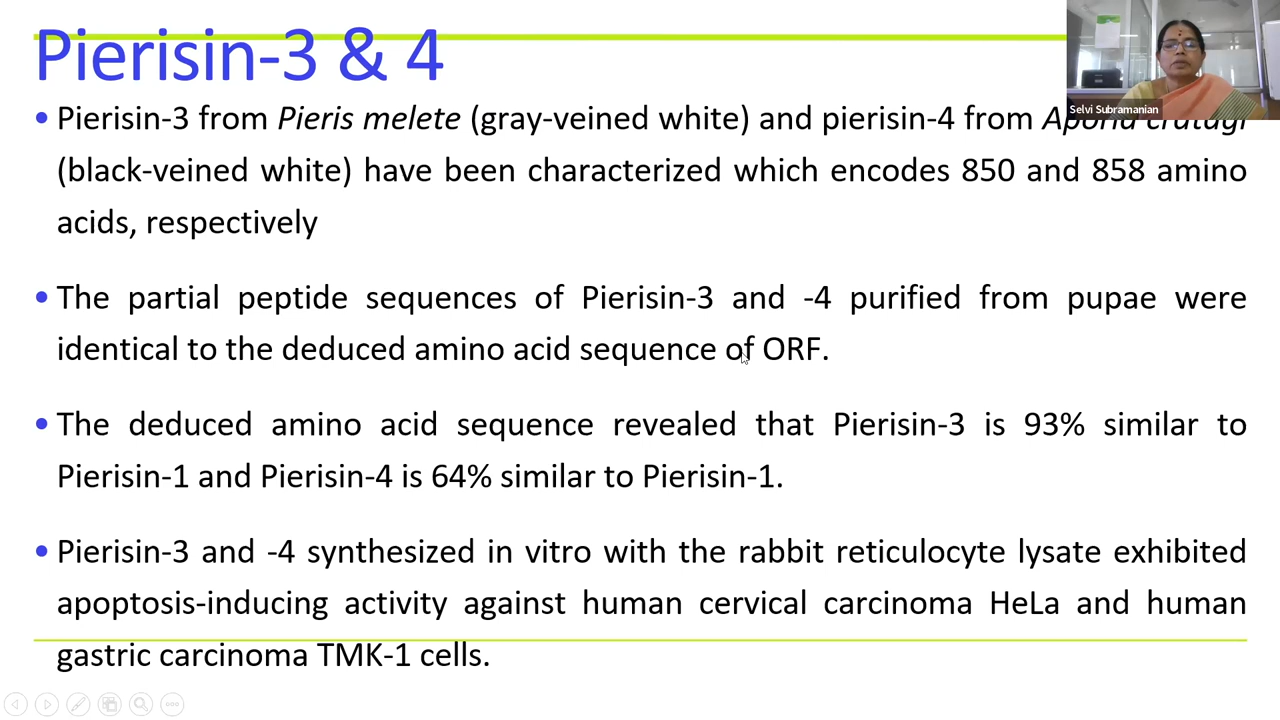 Pierisin-3 & 4
Selvi Subramanian
• Pierisin-3 from Pieris melete (gray-veined white) and pierisin-4 from
(black-veined white) have been characterized which encodes 850 and 858 amino
acids, respectively
• The partial peptide sequences of Pierisin-3 and -4 purified from pupae were
identical to the deduced amino acid sequence of ORF.
• The deduced amino acid sequence revealed that Pierisin-3 is 93% similar to
Pierisin-1 and Pierisin-4 is 64% similar to Pierisin-1.
• Pierisin-3 and -4 synthesized in vitro with the rabbit reticulocyte lysate exhibited
apoptosis-inducing activity against human cervical carcinoma HeLa and human
gastric carcinoma TMK-1 cells.